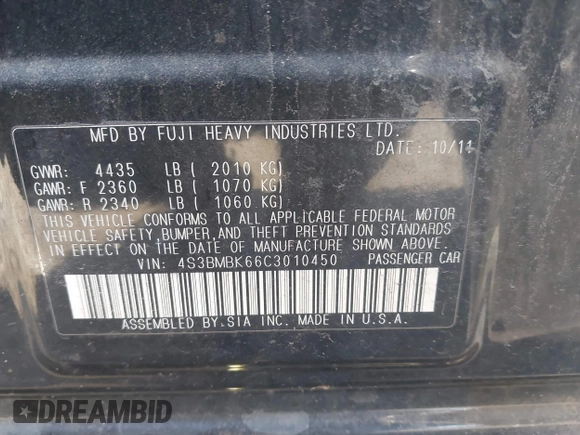 MFD BY FUJI HEAVY INDUSTRIES LTD.
DATE: 10/11
GVWR: 4435 LB ( 2010 KG)
GAWR: F 2360 LB ( 1070 KG)
GAWR: R 2340 LB ( 1060 KG)
THIS VEHICLE CONFORMS TO ALL APPLICABLE FEDERAL MOTOR
VEHICLE SAFETY, BUMPER, AND THEFT PREVENTION STANDARDS
IN EFFECT ON THE DATE OF MANUFACTURE SHOWN ABOVE.
VIN: 4S3BMBK66C3010450 PASSENGER CAR
ASSEMBLED BY SIA INC. MADE IN U.S.A.
DREAMBID